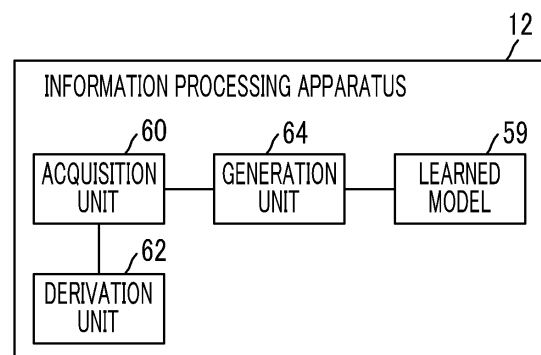 12
INFORMATION PROCESSING APPARATUS
60
64
59
ACQUISITION
UNIT
GENERATION
UNIT
LEARNED
MODEL
62
DERIVATION
UNIT